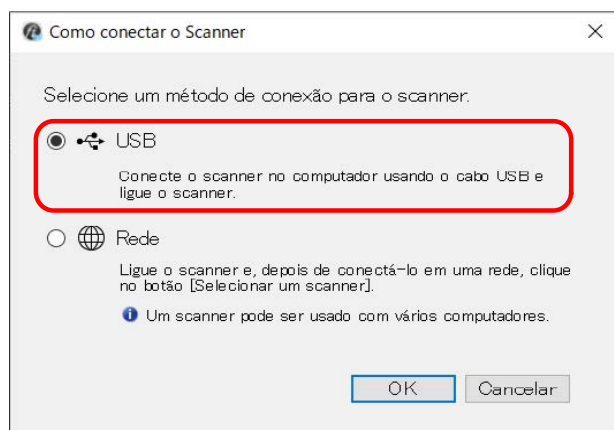 Como conectar o Scanner
Selecione um método de conexão para o scanner.
USB
Conecte o scanner no computador usando o cabo USB e
ligue o scanner.
Rede
Ligue o scanner e, depois de conectá-lo em uma rede, clique
no botão [Selecionar um scanner].
Um scanner pode ser usado com vários computadores.
OK
Cancelar